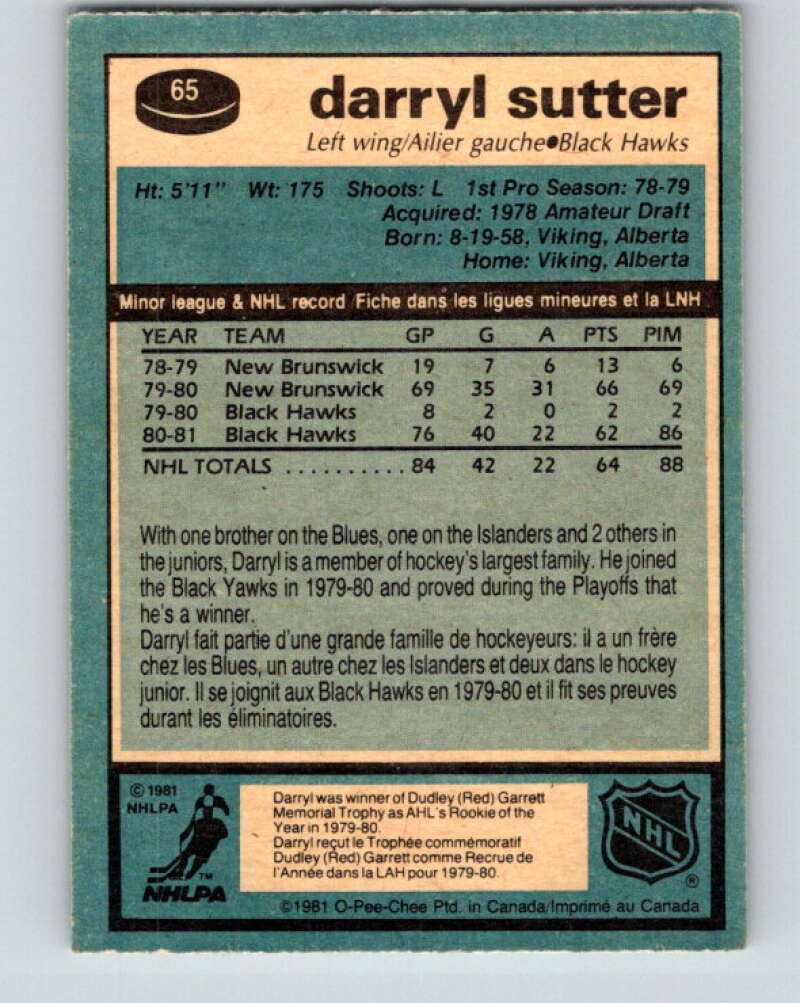 65
darryl sutter
Left wing/Ailier gauche●Black Hawks
Ht: 5'11" Wt: 175 Shoots: L 1st Pro Season: 78-79
Acquired: 1978 Amateur Draft
Born: 8-19-58, Viking, Alberta
Home: Viking, Alberta
Minor league & NHL record/Fiche dans les ligues mineures et la LNH
YEAR TEAM GP G A PTS PIM
78-79 New Brunswick 19 7 6 13 6
79-80 New Brunswick 69 35 31 66 69
79-80 Black Hawks 8 2 0 2 2
80-81 Black Hawks 76 40 22 62 86
NHL TOTALS .......... 84 42 22 64 88
With one brother on the Blues, one on the Islanders and 2 others in
the juniors, Darryl is a member of hockey's largest family. He joined
the Black Yawks in 1979-80 and proved during the Playoffs that
he's a winner.
Darryl fait partie d'une grande famille de hockeyeurs: il a un frère
chez les Blues, un autre chez les Islanders et deux dans le hockey
junior. Il se joignit aux Black Hawks en 1979-80 et il fit ses preuves
durant les éliminatoires.
© 1981
NHLPA
TM
NHLPA
Darryl was winner of Dudley (Red) Garrett
Memorial Trophy as AHL's Rookie of the
Year in 1979-80.
Darryl reçut le Trophée commémoratif
Dudley (Red) Garrett comme Recrue de
l'Année dans la LAH pour 1979-80.
NHL
®
©1981 O-Pee-Chee Ptd. in Canada/Imprimé au Canada